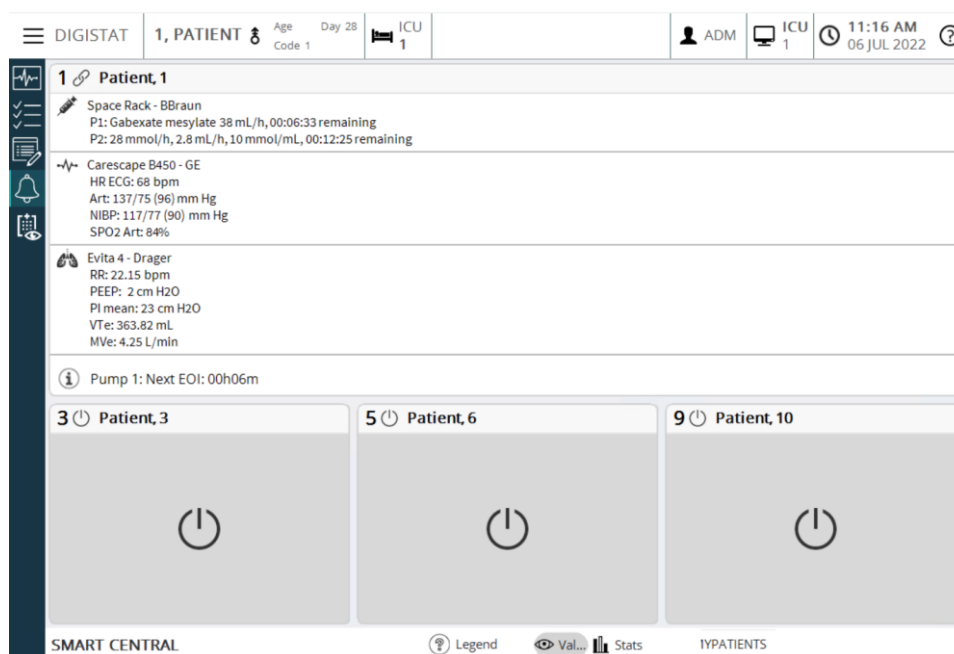 DIGISTAT
1, PATIENT
Age
Day 28
Code 1
ICU
1
ADM
ICU
1
11:16 AM
06 JUL 2022
1 Patient, 1
Space Rack - BBraun
P1: Gabexate mesylate 38 mL/h, 00:06:33 remaining
P2: 28 mmol/h, 2.8 mL/h, 10 mmol/mL, 00:12:25 remaining
Carescape B450 - GE
HR ECG: 68 bpm
Art: 137/75 (96) mm Hg
NIBP: 117/77 (90) mm Hg
SPO2 Art: 84%
Evita 4 - Drager
RR: 22.15 bpm
PEEP: 2 cm H2O
PI mean: 23 cm H2O
VTe: 363.82 mL
MVe: 4.25 L/min
Pump 1: Next EOI: 00h06m
3 Patient, 3
5 Patient, 6
9 Patient, 10
SMART CENTRAL
Legend
Val...
Stats
1YPATIENTS